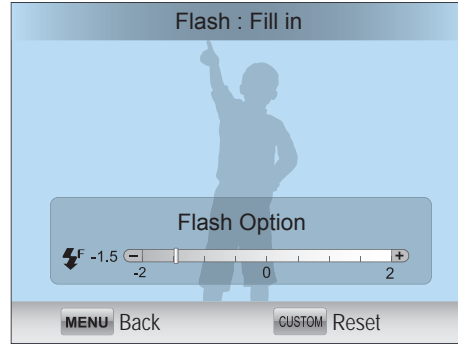 Flash : Fill in
Flash Option
F -1.5 − +
-2 0 2
MENU Back CUSTOM Reset